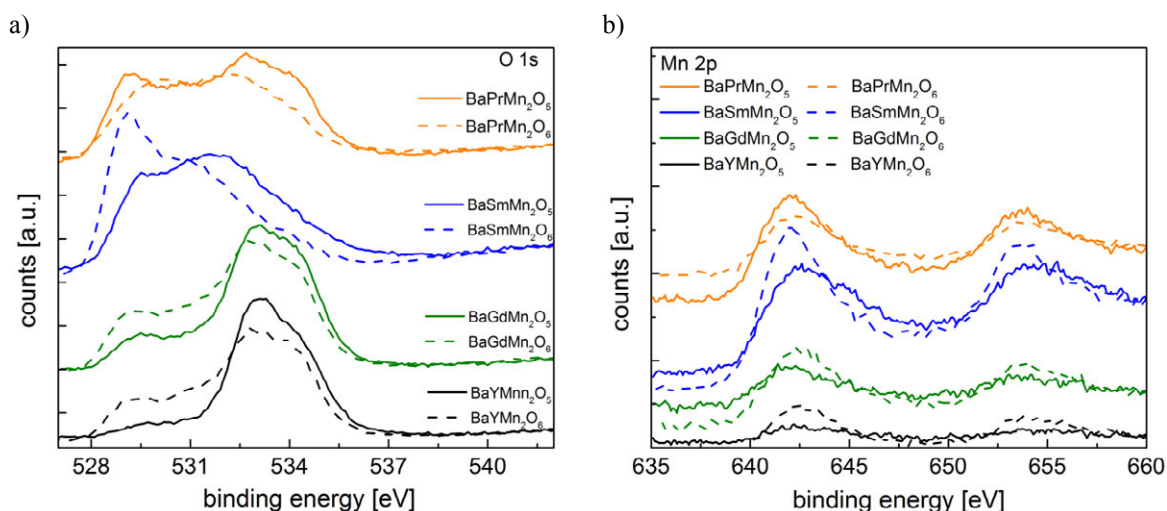 a)
O 1s
BaPrMn₂O₅
BaPrMn₂O₆
BaSmMn₂O₅
BaSmMn₂O₆
BaGdMn₂O₅
BaGdMn₂O₆
BaYMnn₂O₅
BaYMn₂O₆
counts [a.u.]
528 531 534 537 540
binding energy [eV]
b)
Mn 2p
BaPrMn₂O₅ BaPrMn₂O₆
BaSmMn₂O₅ BaSmMn₂O₆
BaGdMn₂O₅ BaGdMn₂O₆
BaYMn₂O₅ BaYMn₂O₆
counts [a.u.]
635 640 645 650 655 660
binding energy [eV]